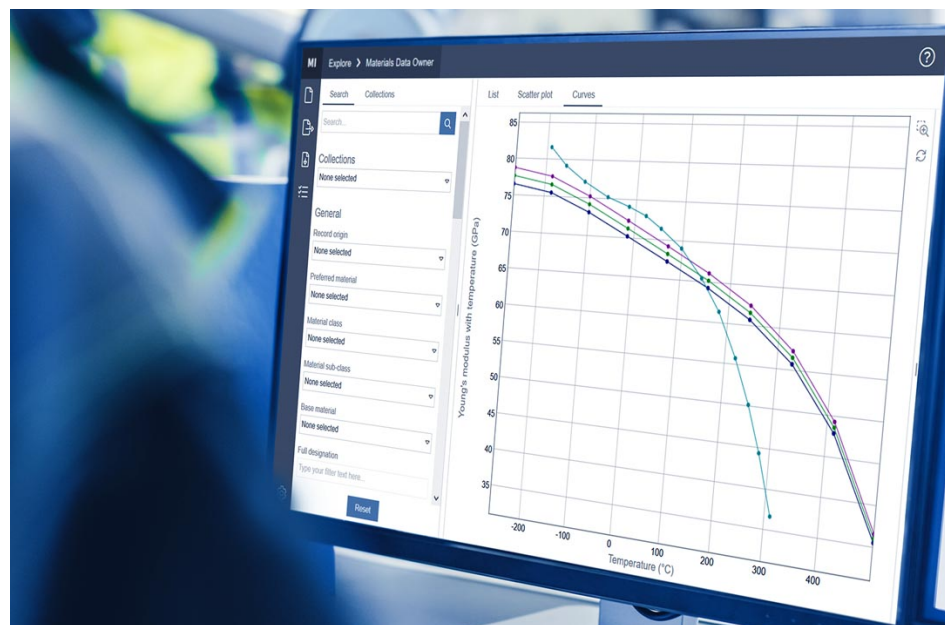 MI Explore > Materials Data Owner
Search Collections
Search...
Collections
None selected
General
Record origin
None selected
Preferred material
None selected
Material class
None selected
Material sub-class
None selected
Base material
None selected
Full designation
Type your filter text here...
Reset
List Scatter plot Curves
Young's modulus with temperature (GPa)
85
80
75
70
65
60
55
50
45
40
35
-200 -100 0 100 200 300 400
Temperature (°C)
?